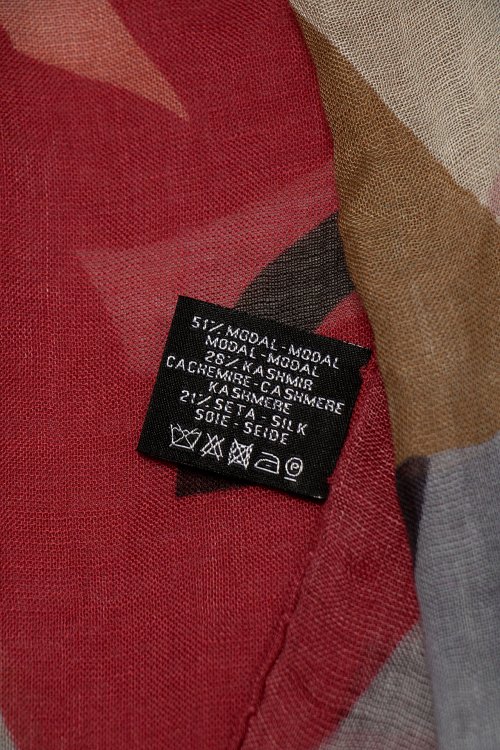 51% MODAL-MODAL
MODAL-MODAL
28% KASHMIR
CACHEMIRE-CASHMERE
KASHMERE
21% SETA-SILK
SOIE-SEIDE
P